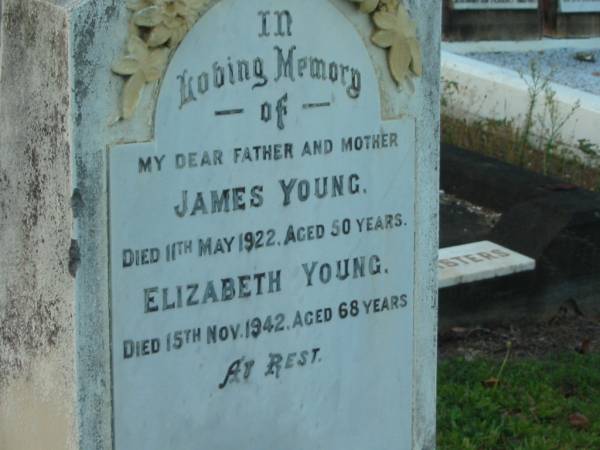 IN
Loving Memory
— OF —
MY DEAR FATHER AND MOTHER
JAMES YOUNG.
DIED 11TH MAY 1922. AGED 50 YEARS.
ELIZABETH YOUNG.
DIED 15TH NOV. 1942. AGED 68 YEARS
AT REST.